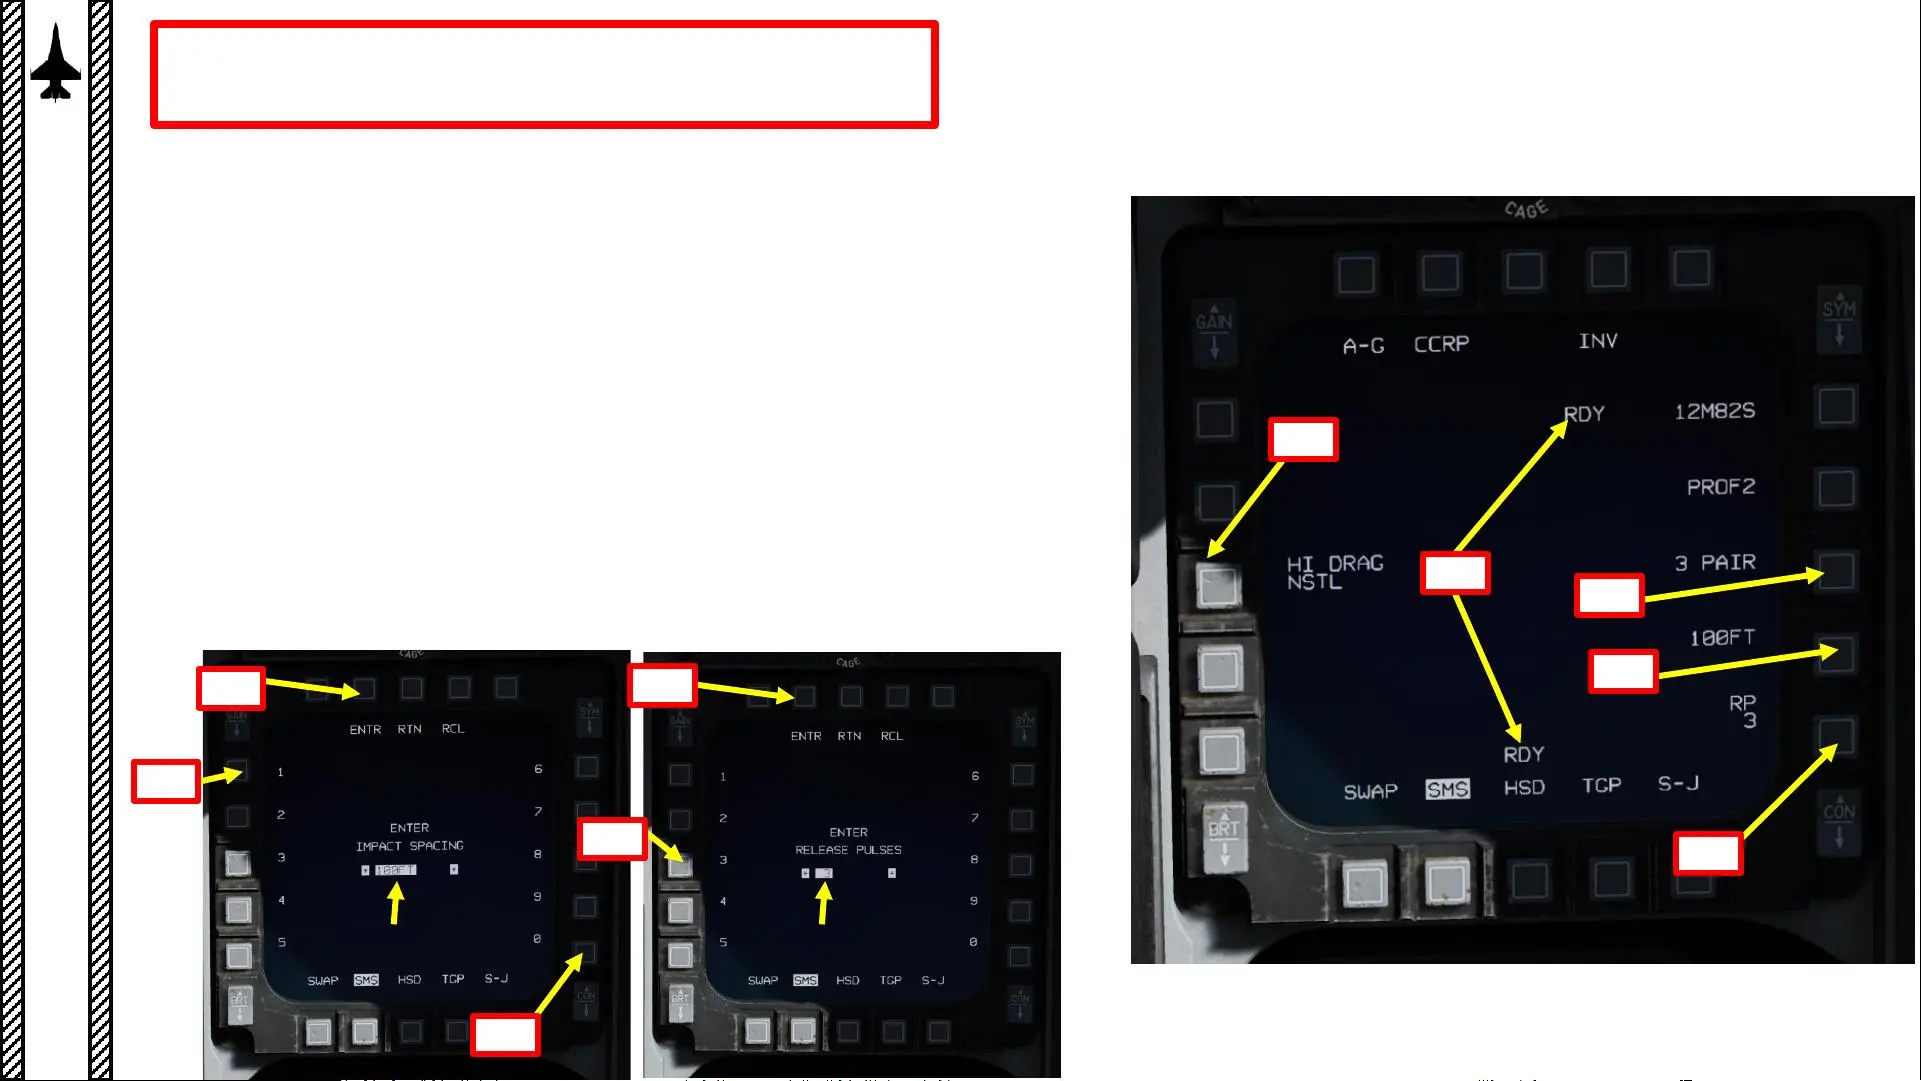 CAGE
GAIN
SYM
A-G CCRP INV
RDY 12M82S
PROF2
HI DRAG
NSTL
3 PAIR
100FT
RP
3
RDY
SWAP SMS HSD TGP S-J
BRT
CON
CAGE
GAIN
SYM
ENTR RTN RCL
1 6
2 7
ENTER
IMPACT SPACING
3 8
100FT
4 9
5 0
SWAP SMS HSD TGP S-J
BRT
CON
CAGE
GAIN
SYM
ENTR RTN RCL
1 6
2 7
ENTER
RELEASE PULSES
3 8
3
4 9
5 0
SWAP SMS HSD TGP S-J
BRT
CON